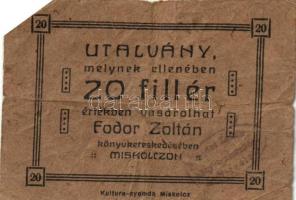 20 20
UTALVÁNY,
melynek ellenében
20 fillér
értékben vásárolhat
Fodor Zoltán
könyvkereskedésében
:: MISKOLCZON ::
20 20
Kultura-nyomda Miskolcz